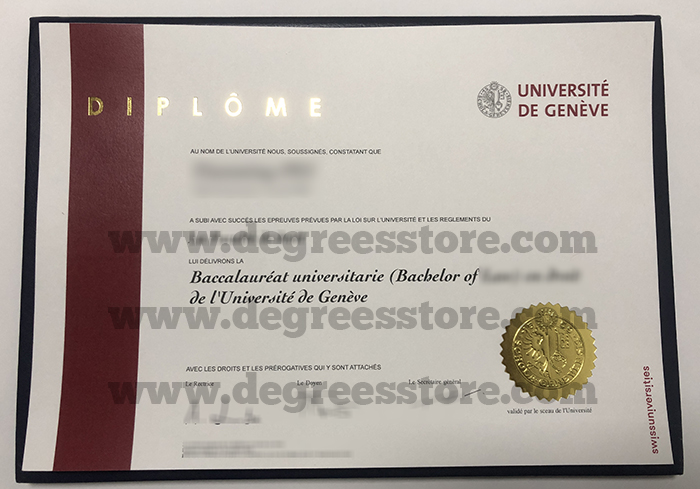 DIPLÔME
UNIVERSITÉ
DE GENÈVE
AU NOM DE L'UNIVERSITÉ NOUS, SOUSSIGNÉS, CONSTATANT QUE
A SUBI AVEC SUCCÈS LES EPREUVES PRÉVUES PAR LA LOI SUR L'UNIVERSITÉ ET LES REGLEMENTS DU
www.degreesstore.com
LUI DÉLIVRONS LA
Baccalauréat universitarie (Bachelor of
de l'Université de Genève
www.degreesstore.com
AVEC LES DROITS ET LES PRÉROGATIVES QUI Y SONT ATTACHÉS
Le Rectrice Le Doyen Le Sécretaire général
www.degreesstore.com
validé par le sceau de l'Université
swissuniversities